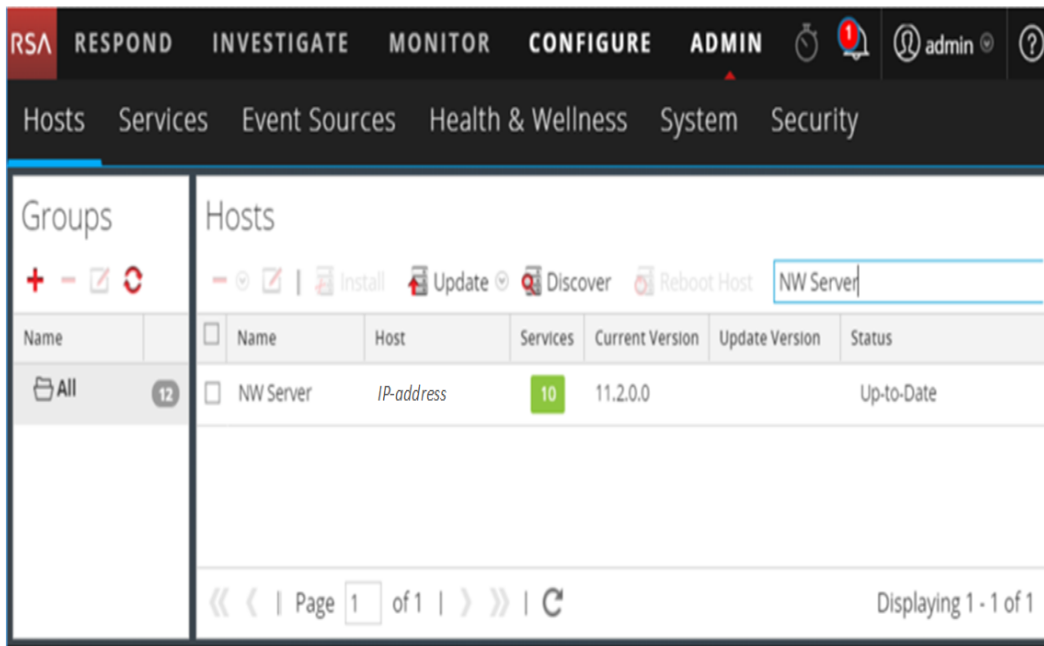 RSA RESPOND INVESTIGATE MONITOR CONFIGURE ADMIN 1 admin ?
Hosts Services Event Sources Health & Wellness System Security
Groups
Hosts
Install Update Discover Reboot Host NW Server
Name
Name Host Services Current Version Update Version Status
All 12
NW Server IP-address 10 11.2.0.0 Up-to-Date
Page 1 of 1
Displaying 1 - 1 of 1